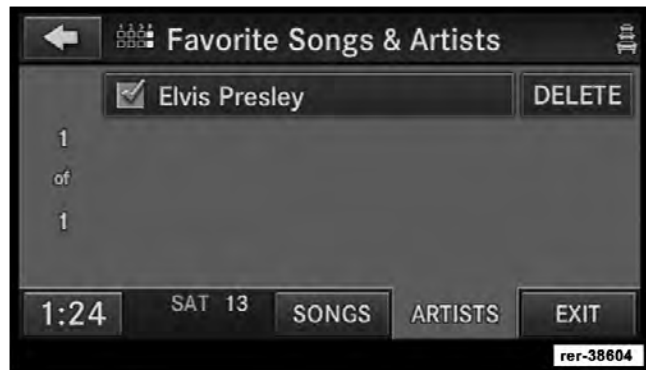 Favorite Songs & Artists
Elvis Presley DELETE
1
of
1
1:24 SAT 13 SONGS ARTISTS EXIT
rer-38604